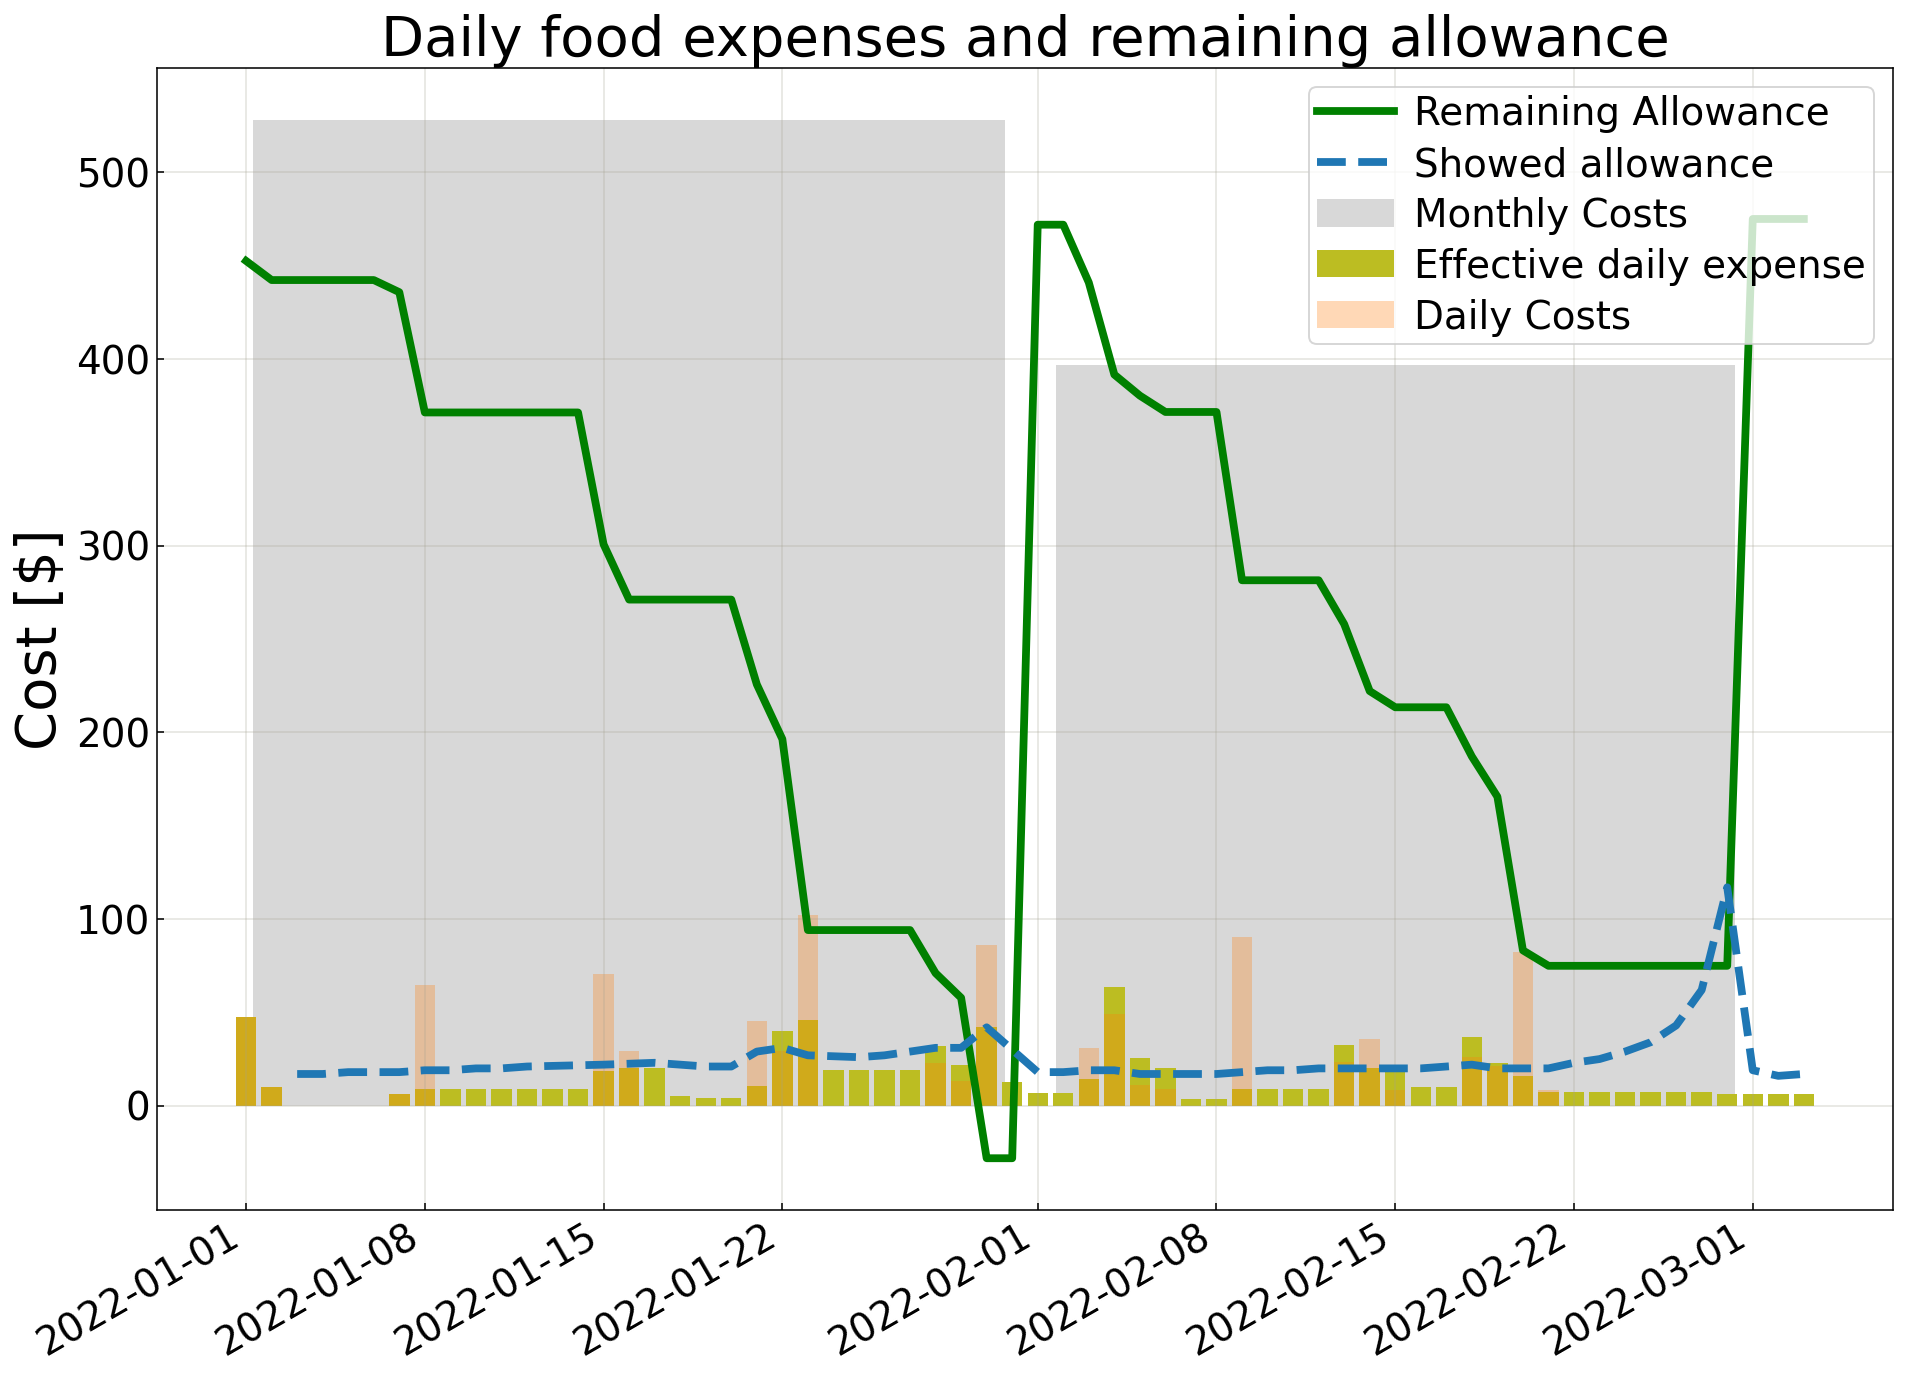 Daily food expenses and remaining allowance
Remaining Allowance
Showed allowance
Monthly Costs
Effective daily expense
Daily Costs
Cost [$]
500
400
300
200
100
0
2022-01-01
2022-01-08
2022-01-15
2022-01-22
2022-02-01
2022-02-08
2022-02-15
2022-02-22
2022-03-01